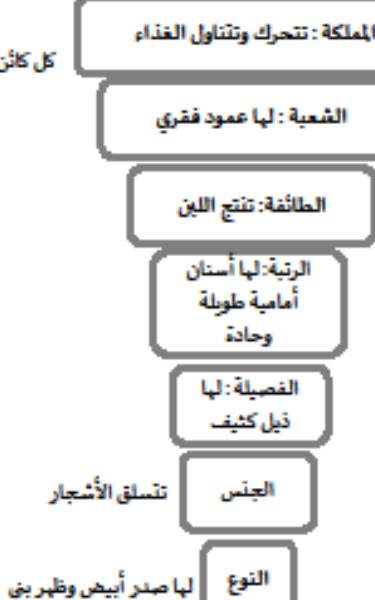 المملكة : تتحرك وتتناول الغذاء
كل كائن
الشعبة : لها عمود فقري
الطائفة: تنتج اللبن
الرتبة: لها أسنان
أمامية طويلة
وحادة
الفصيلة : لها
ذيل كثيف
الجنس
تتسلق الأشجار
النوع
لها صدر أبيض وظهر بني